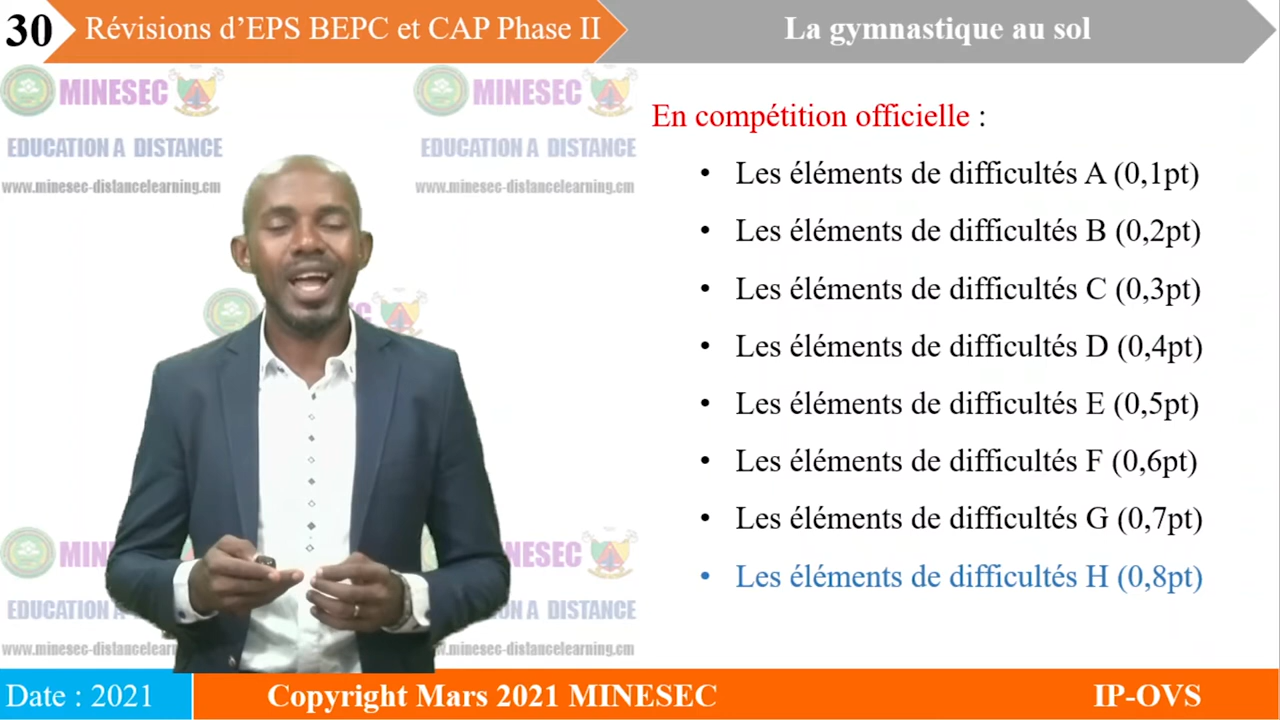 30
Révisions d’EPS BEPC et CAP Phase II
La gymnastique au sol
MINESEC
EDUCATION A DISTANCE
www.minesec-distancelearning.cm
MINESEC
EDUCATION A DISTANCE
www.minesec-distancelearning.cm
En compétition officielle :
• Les éléments de difficultés A (0,1pt)
• Les éléments de difficultés B (0,2pt)
• Les éléments de difficultés C (0,3pt)
• Les éléments de difficultés D (0,4pt)
• Les éléments de difficultés E (0,5pt)
• Les éléments de difficultés F (0,6pt)
• Les éléments de difficultés G (0,7pt)
• Les éléments de difficultés H (0,8pt)
Date : 2021
Copyright Mars 2021 MINESEC
IP-OVS